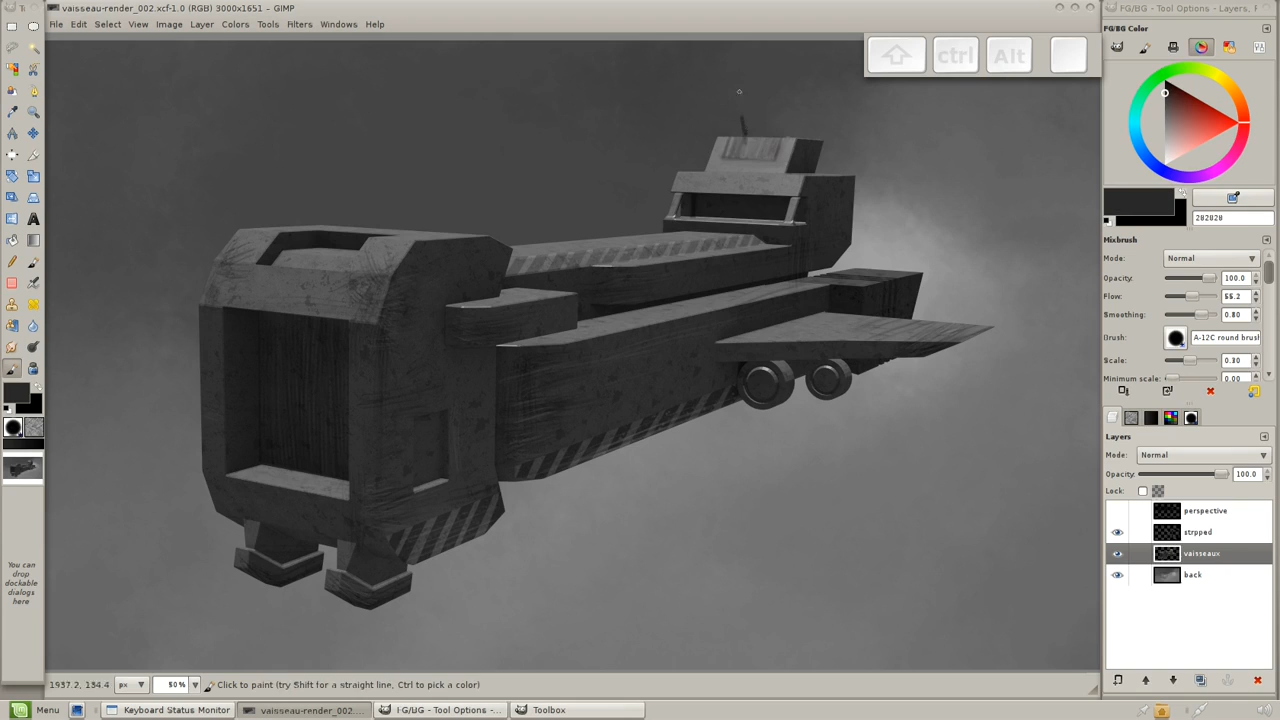 vaisseau-render_002.xcf-1.0 (RGB) 3000x1651 – GIMP
File Edit Select View Image Layer Colors Tools Filters Windows Help
ctrl Alt
You can
drop
dockable
dialogs
here
1937.2, 134.4 px 50% Click to paint (try Shift for a straight line, Ctrl to pick a color)
FG/BG - Tool Options - Layers,
FG/BG Color
282828
Mixbrush
Mode: Normal
Opacity: 100.0
Flow: 55.2
Smoothing: 0.80
Brush: A-12C round brush
Scale: 0.30
Minimum scale: 0.00
Layers
Mode: Normal
Opacity: 100.0
Lock:
perspective
strpped
vaisseaux
back
Menu Keyboard Status Monitor vaisseau-render_002.... FG/BG - Tool Options -... Toolbox